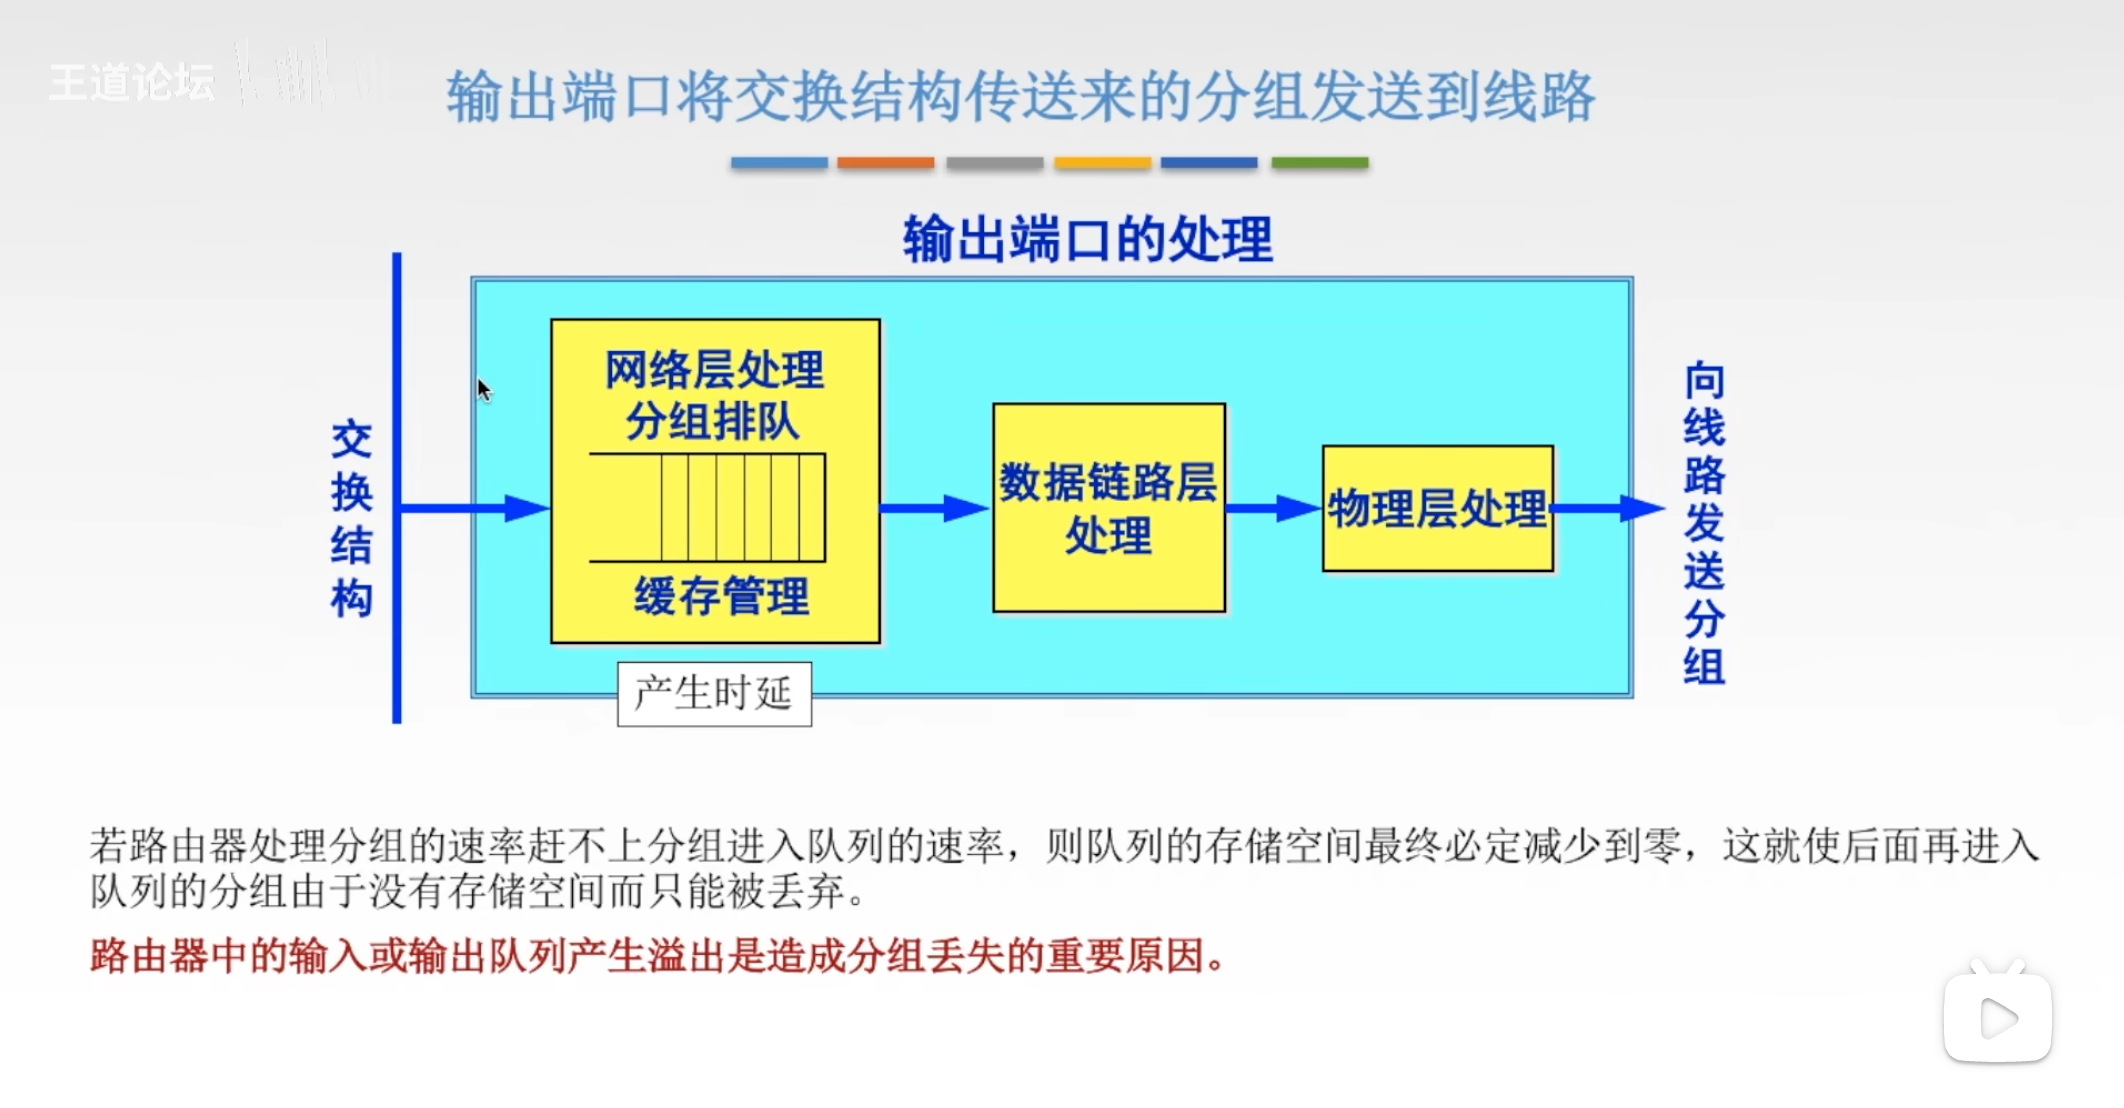 王道论坛
输出端口将交换结构传送来的分组发送到线路
输出端口的处理
交换结构
网络层处理
分组排队
缓存管理
产生时延
数据链路层
处理
物理层处理
向线路发送分组
若路由器处理分组的速率赶不上分组进入队列的速率，则队列的存储空间最终必定减少到零，这就使后面再进入
队列的分组由于没有存储空间而只能被丢弃。
路由器中的输入或输出队列产生溢出是造成分组丢失的重要原因。